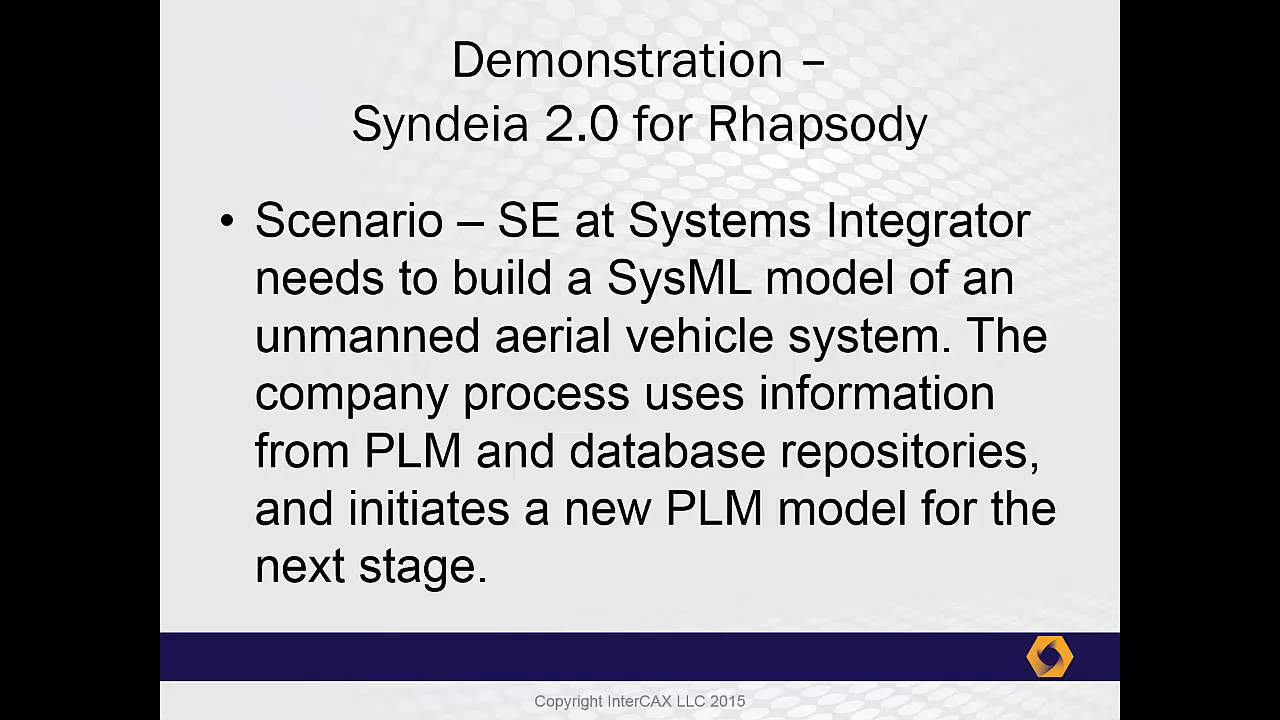 Demonstration –
Syndeia 2.0 for Rhapsody
• Scenario – SE at Systems Integrator
needs to build a SysML model of an
unmanned aerial vehicle system. The
company process uses information
from PLM and database repositories,
and initiates a new PLM model for the
next stage.
Copyright InterCAX LLC 2015